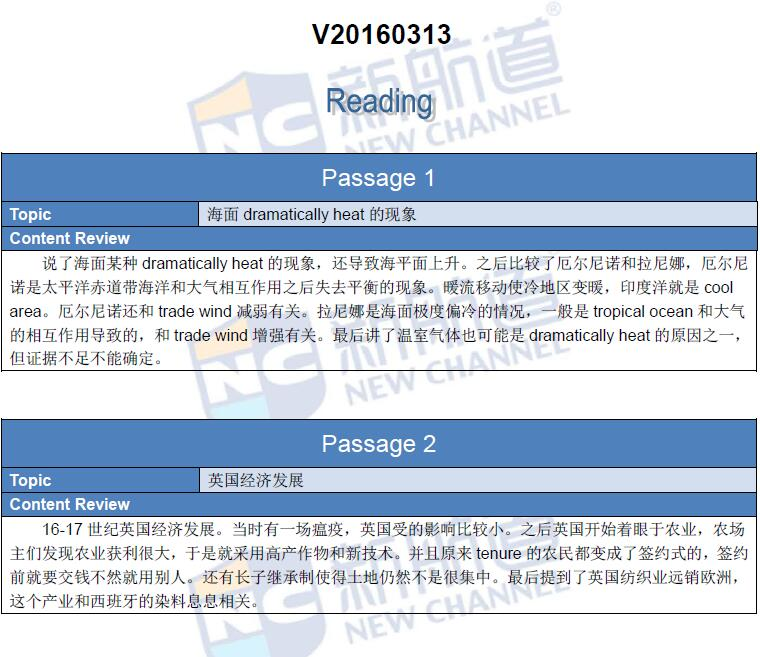 V20160313
Reading
Passage 1
Topic
海面 dramatically heat 的现象
Content Review
说了海面某种 dramatically heat 的现象，还导致海平面上升。之后比较了厄尔尼诺和拉尼娜，厄尔尼
诺是太平洋赤道带海洋和大气相互作用之后失去平衡的现象。暖流移动使冷地区变暖，印度洋就是 cool
area。厄尔尼诺还和 trade wind 减弱有关。拉尼娜是海面极度偏冷的情况，一般是 tropical ocean 和大气
的相互作用导致的，和 trade wind 增强有关。最后讲了温室气体也可能是 dramatically heat 的原因之一，
但证据不足不能确定。
Passage 2
Topic
英国经济发展
Content Review
16-17 世纪英国经济发展。当时有一场瘟疫，英国受的影响比较小。之后英国开始着眼于农业，农场
主们发现农业获利很大，于是就采用高产作物和新技术。并且原来 tenure 的农民都变成了签约式的，签约
前就要交钱不然就用别人。还有长子继承制使得土地仍然不是很集中。最后提到了英国纺织业远销欧洲，
这个产业和西班牙的染料息息相关。
新航道®
NEW CHANNEL
NC
新航道
NEW CHANNEL
NC
新航道
NEW CHANNEL